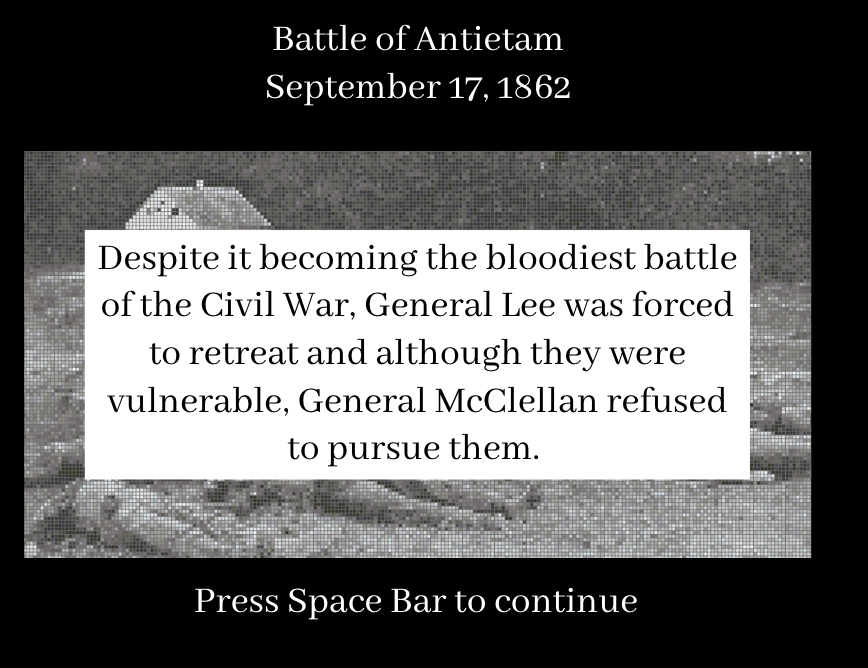 Battle of Antietam
September 17, 1862
Despite it becoming the bloodiest battle
of the Civil War, General Lee was forced
to retreat and although they were
vulnerable, General McClellan refused
to pursue them.
Press Space Bar to continue